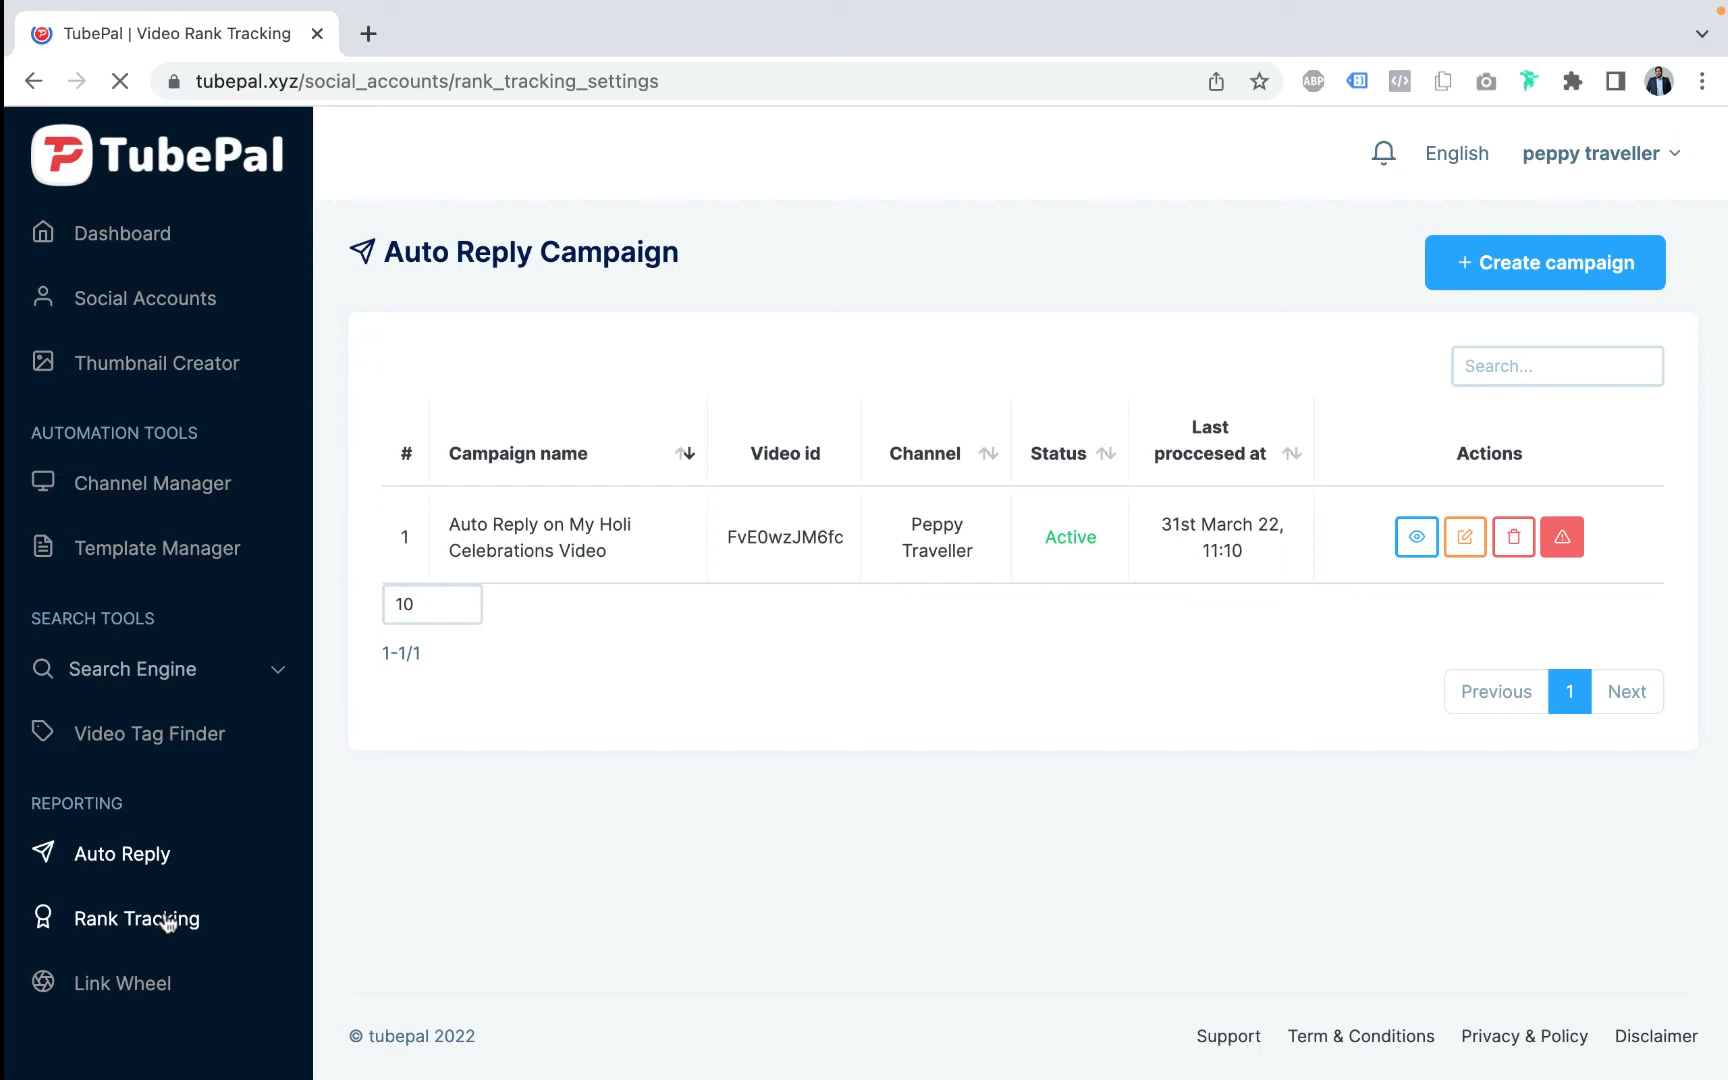 TubePal | Video Rank Tracking
tubepal.xyz/social_accounts/rank_tracking_settings
ABP
TubePal
English
peppy traveller
Dashboard
Social Accounts
Thumbnail Creator
AUTOMATION TOOLS
Channel Manager
Template Manager
SEARCH TOOLS
Search Engine
Video Tag Finder
REPORTING
Auto Reply
Rank Tracking
Link Wheel
Auto Reply Campaign
+ Create campaign
Search...
# Campaign name Video id Channel Status Last proccesed at Actions
1 Auto Reply on My Holi Celebrations Video FvE0wzJM6fc Peppy Traveller Active 31st March 22, 11:10
10
1-1/1
Previous 1 Next
© tubepal 2022
Support Term & Conditions Privacy & Policy Disclaimer